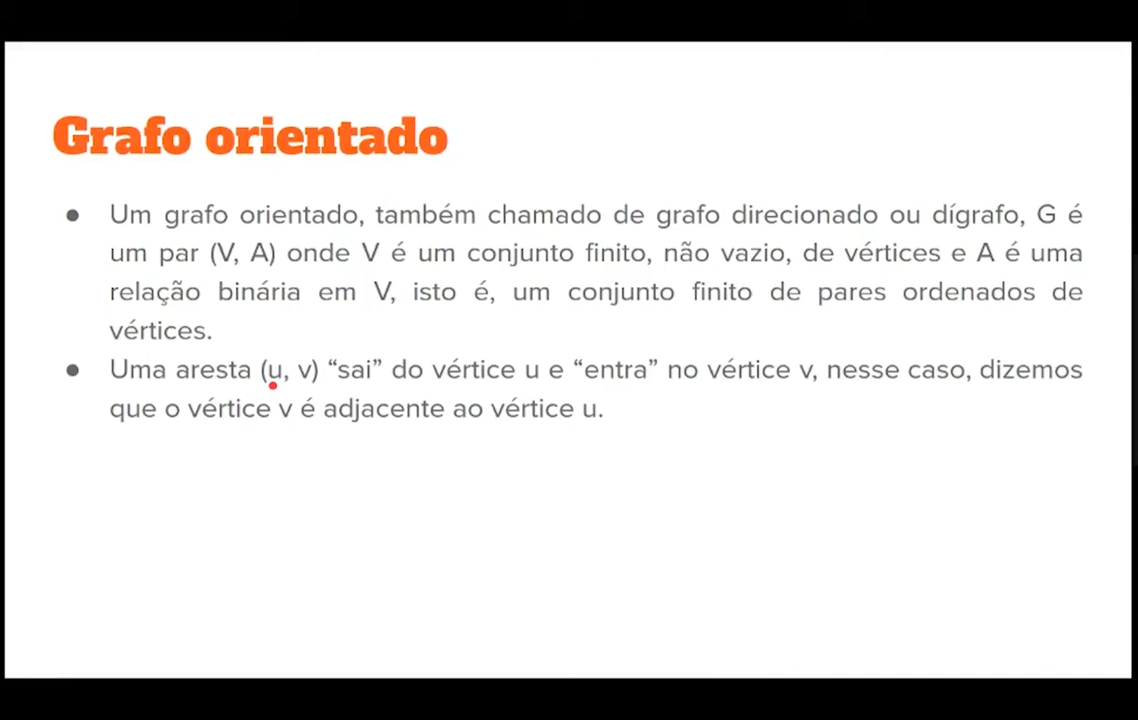 Grafo orientado
● Um grafo orientado, também chamado de grafo direcionado ou dígrafo, G é
um par (V, A) onde V é um conjunto finito, não vazio, de vértices e A é uma
relação binária em V, isto é, um conjunto finito de pares ordenados de
vértices.
● Uma aresta (u, v) “sai” do vértice u e “entra” no vértice v, nesse caso, dizemos
que o vértice v é adjacente ao vértice u.